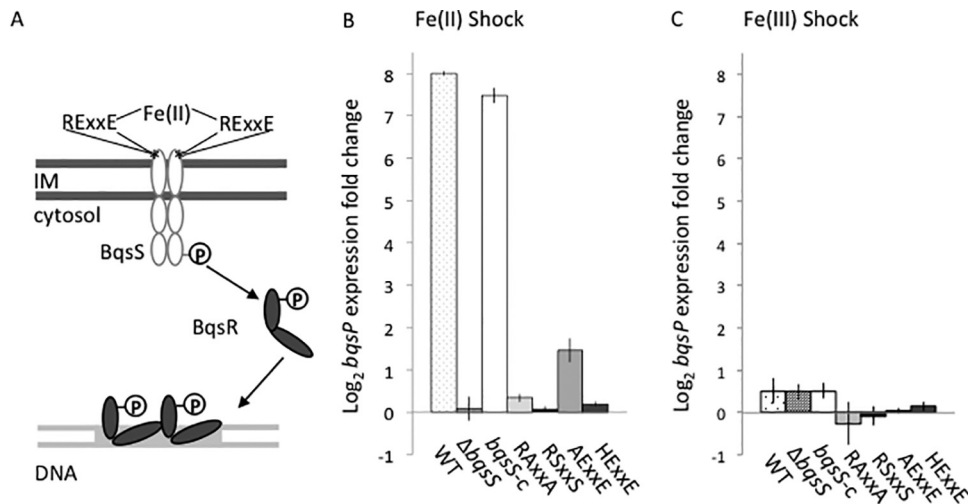 A
RExxE
Fe(II)
RExxE
IM
cytosol
BqsS
P
P
BqsR
P
P
DNA
B
Fe(II) Shock
Log2 bqsP expression fold change
8
7
6
5
4
3
2
1
0
-1
WT
ΔbqsS
bqsS-c
RAxxA
RSxxS
AExxE
HExxE
C
Fe(III) Shock
Log2 bqsP expression fold change
8
7
6
5
4
3
2
1
0
-1
WT
ΔbqsS
bqsS-c
RAxxA
RSxxS
AExxE
HExxE